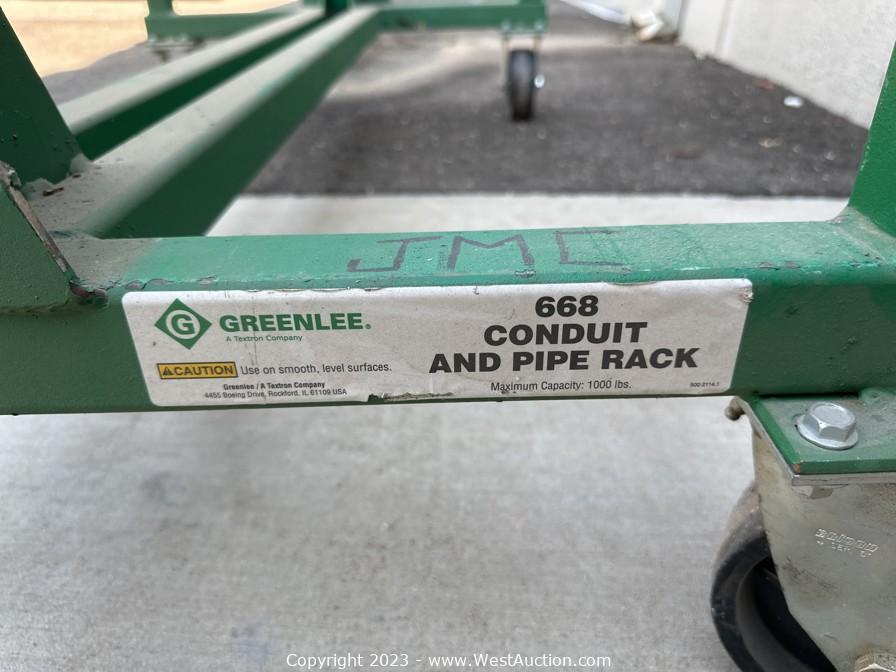 JMC
G GREENLEE®
A Textron Company
CAUTION Use on smooth, level surfaces.
Greenlee / A Textron Company
4455 Boeing Drive, Rockford, IL 61109 USA
668
CONDUIT
AND PIPE RACK
Maximum Capacity: 1000 lbs.
Copyright © 2023 - www.WestAuction.com